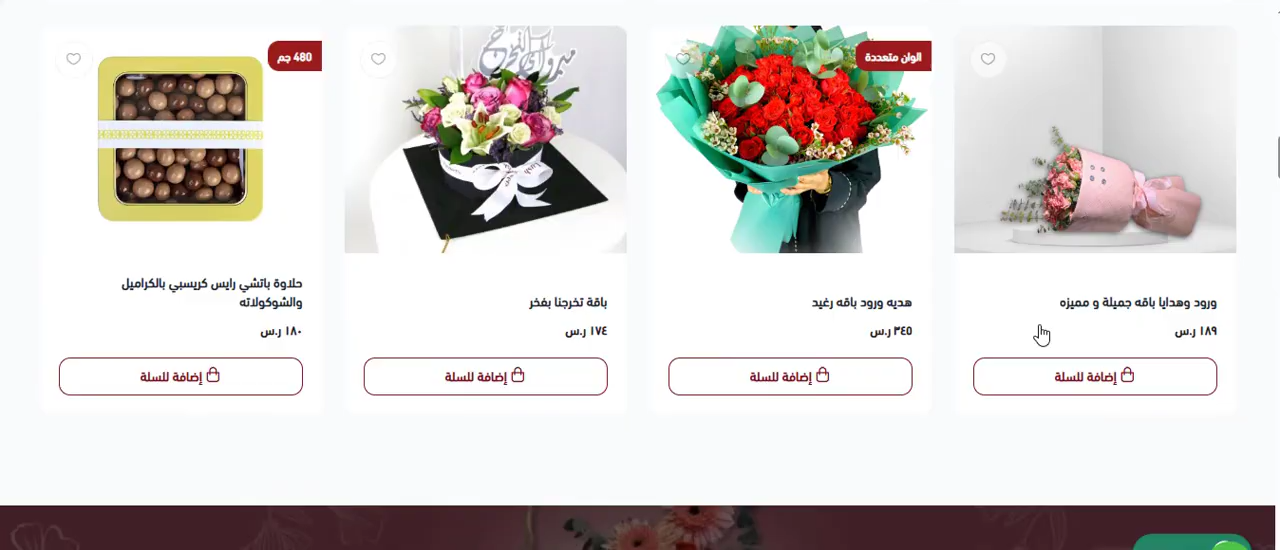 الوان متعددة
480 جم
ورود وهدايا باقه جميلة و مميزه
١٨٩ ر.س
إضافة للسلة
هديه ورود باقه رغيد
٣٤٥ ر.س
إضافة للسلة
باقة تخرجنا بفخر
١٧٤ ر.س
إضافة للسلة
حلاوة باتشي رايس كريسبي بالكراميل
والشوكولاته
١٨٠ ر.س
إضافة للسلة